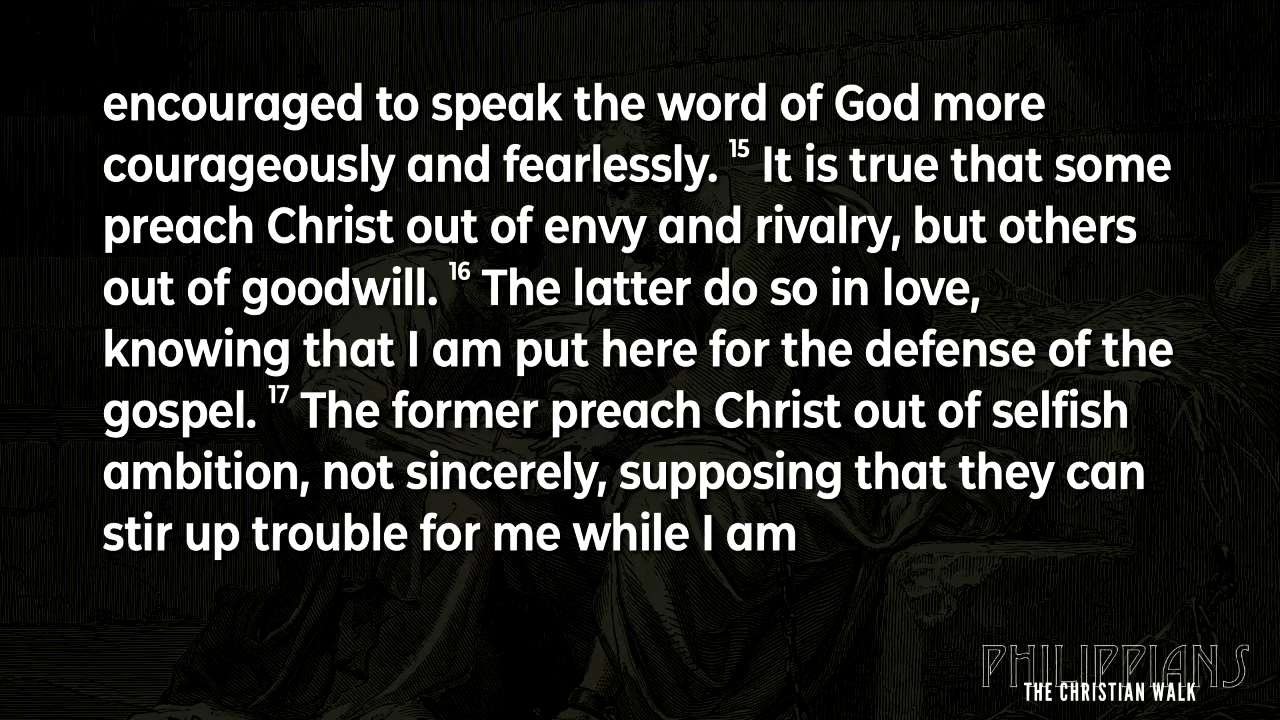 encouraged to speak the word of God more
courageously and fearlessly. 15 It is true that some
preach Christ out of envy and rivalry, but others
out of goodwill. 16 The latter do so in love,
knowing that I am put here for the defense of the
gospel. 17 The former preach Christ out of selfish
ambition, not sincerely, supposing that they can
stir up trouble for me while I am
PHILIPPIANS
THE CHRISTIAN WALK